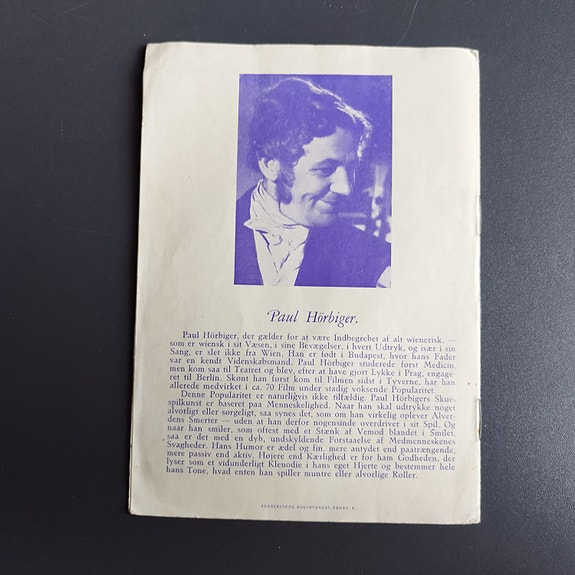 Paul Hörbiger.
Paul Hörbiger, der gælder for at være Indbegrebet af alt wienerisk, —
som er wiensk i sit Væsen, i sine Bevægelser, i hvert Udtryk, og især i sin
Sang, er slet ikke fra Wien. Han er født i Budapest, hvor hans Fader
var en kendt Videnskabsmand. Paul Hörbiger studerede først Medicin,
men kom saa til Teatret og blev, efter at have gjort Lykke i Prag, engage-
ret til Berlin. Skønt han først kom til Filmen sidst i Tyverne, har han
allerede medvirket i ca. 70 Film under stadig voksende Popularitet.
Denne Popularitet er naturligvis ikke tilfældig. Paul Hörbigers Skue-
spilkunst er baseret paa Menneskelighed. Naar han skal udtrykke noget
alvorligt eller sørgeligt, saa synes det, som om han virkelig oplever Alver-
dens Smerter — uden at han derfor nogensinde overdriver i sit Spil. Og
naar han smiler, som oftest med et Stænk af Vemod blandet i Smilet,
saa er det med en dyb, undskyldende Forstaaelse af Medmenneskenes
Svagheder. Hans Humor er ædel og fin, mere antydet end paatrængende,
mere passiv end aktiv. Højere end Kærlighed er for ham Godheden, der
lyser som et vidunderligt Klenodie i hans eget Hjerte og bestemmer hele
hans Tone, hvad enten han spiller muntre eller alvorlige Roller.